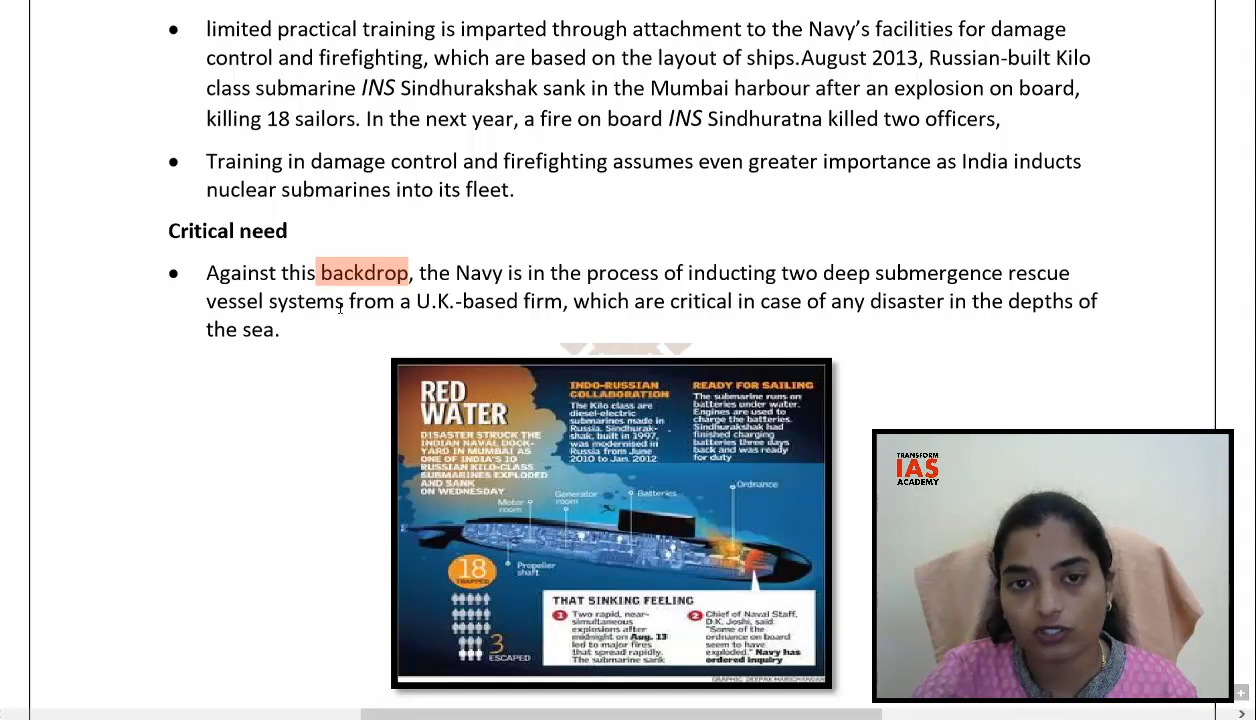 limited practical training is imparted through attachment to the Navy’s facilities for damage
control and firefighting, which are based on the layout of ships.August 2013, Russian-built Kilo
class submarine INS Sindhurakshak sank in the Mumbai harbour after an explosion on board,
killing 18 sailors. In the next year, a fire on board INS Sindhuratna killed two officers,
Training in damage control and firefighting assumes even greater importance as India inducts
nuclear submarines into its fleet.
Critical need
Against this backdrop, the Navy is in the process of inducting two deep submergence rescue
vessel systems from a U.K.-based firm, which are critical in case of any disaster in the depths of
the sea.
RED
WATER
DISASTER STRUCK THE
INDIAN NAVAL DOCK-
YARD IN MUMBAI AS
ONE OF INDIA'S 10
RUSSIAN KILO-CLASS
SUBMARINES EXPLODED
AND SANK
ON WEDNESDAY
INDO-RUSSIAN
COLLABORATION
The Kilo class are
diesel-electric
submarines made in
Russia. Sindhurak-
shak, built in 1997,
was modernised in
Russia from June
2010 to Jan. 2012
READY FOR SAILING
The submarine runs on
batteries under water.
Engines are used to
charge the batteries.
Sindhurakshak had
finished charging
batteries three days
back and was ready
for duty
Motor
room
Generator
room
Batteries
Ordnance
Propeller
shaft
18
TRAPPED
3
ESCAPED
THAT SINKING FEELING
1 Two rapid, near-
simultaneous
explosions after
midnight on Aug. 13
led to major fires
that spread rapidly.
The submarine sank
2 Chief of Naval Staff,
D.K. Joshi, said
"Some of the
ordnance on board
seem to have
exploded." Navy has
ordered inquiry
GRAPHIC: DEEPAK HARICHANDAN
TRANSFORM
IAS
ACADEMY